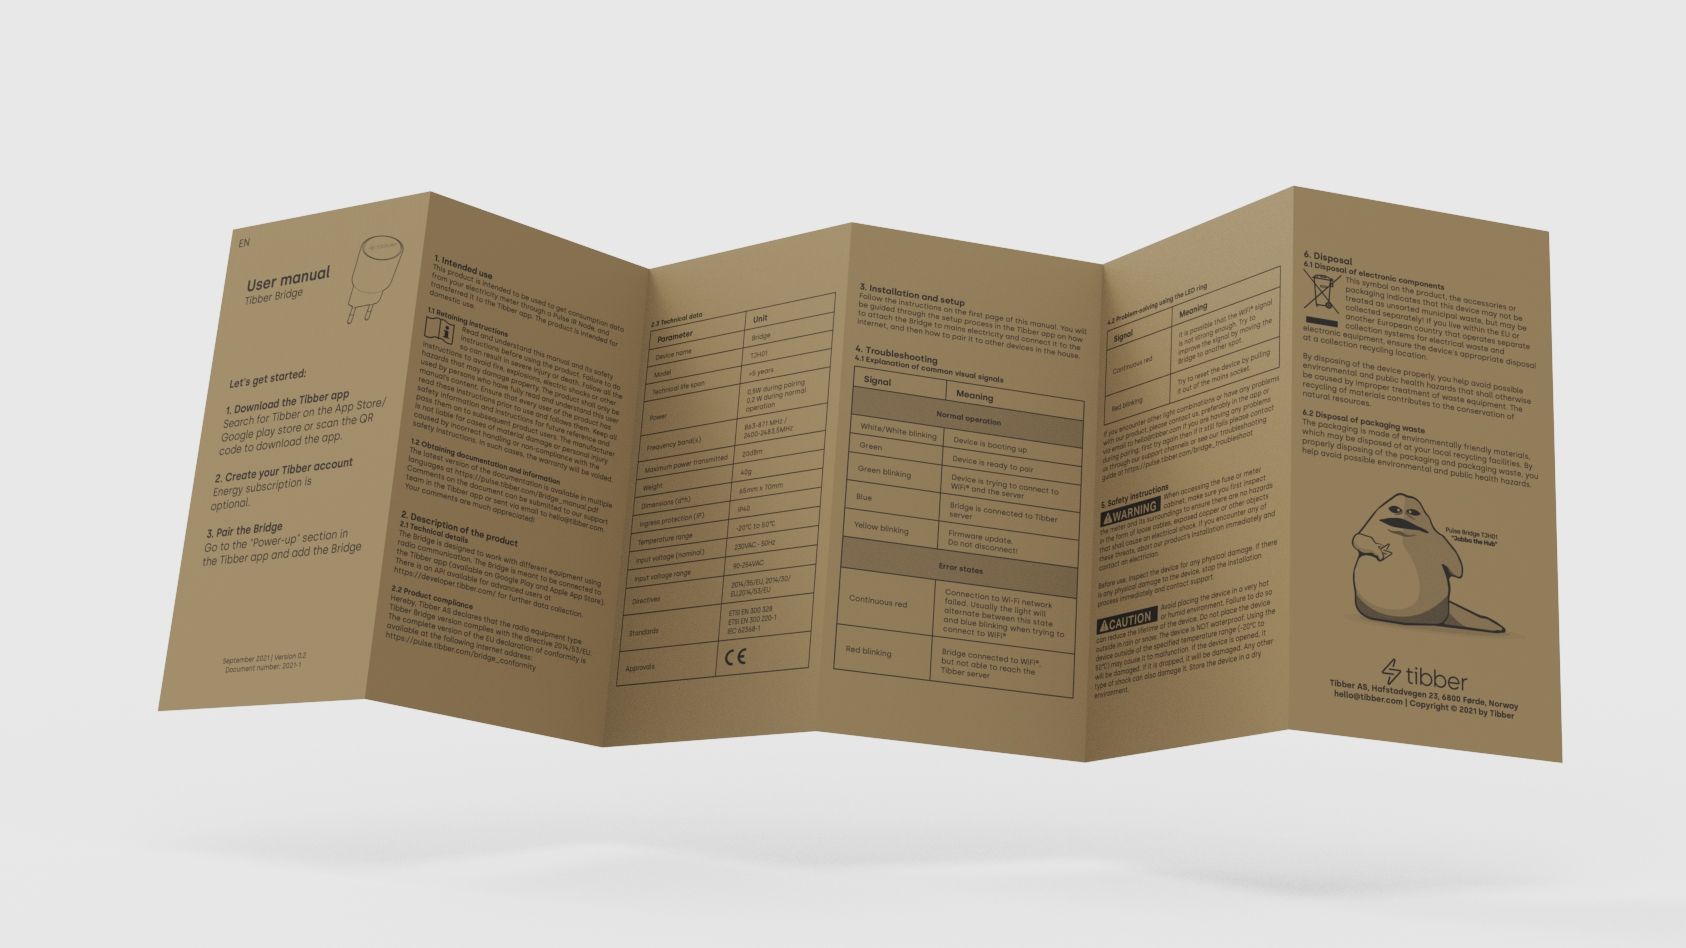 EN
User manual
Tibber Bridge
Let's get started:
1. Download the Tibber app
Search for Tibber on the App Store/
Google play store or scan the QR
code to download the app.
2. Create your Tibber account
Energy subscription is
optional.
3. Pair the Bridge
Go to the "Power-up" section in
the Tibber app and add the Bridge
September 2021 | Version 0.2
Document number: 2021-1
1. Intended use
This product is intended to be used to get consumption data
from your electricity meter through a Pulse IR Node, and
transferred it to the Tibber app. The product is intended for
domestic use.
1.1 Retaining instructions
Read and understand this manual and its safety
instructions before using the product. Failure to do
so can result in severe injury or death. Follow all the
instructions to avoid fire, explosions, electric shocks or other
hazards that may damage property. The product shall only be
used by persons who have fully read and understand this user
manual's content. Ensure that every user of the product has
read these instructions prior to use and follows them. Keep all
safety information and instructions for future reference and
pass them on to subsequent product users. The manufacturer
is not liable for cases of material damage or personal injury
caused by incorrect handling or non-compliance with the
safety instructions. In such cases, the warranty will be voided.
1.2 Obtaining documentation and information
The latest version of the documentation is available in multiple
languages at https://pulse.tibber.com/Bridge_manual.pdf
Comments on the document can be submitted to our support
team in the Tibber app or sent via email to hello@tibber.com.
Your comments are much appreciated!
2. Description of the product
2.1 Technical details
The Bridge is designed to work with different equipment using
radio communication. The Bridge is meant to be connected to
Tibber app (available on Google Play and Apple App Store).
There is an API available for advanced users at
https://developer.tibber.com/ for further data collection.
2.2 Product compliance
Hereby, Tibber AS declares that the radio equipment type
Tibber Bridge version complies with the directive 2014/53/EU.
The complete version of the EU declaration of conformity is
available at the following internet address:
https://pulse.tibber.com/bridge_conformity
2.3 Technical data
Parameter Unit
Device name Bridge
Model TJH01
Technical life span >5 years
Power 0,5W during pairing
0,2 W during normal
operation
Frequency band(s) 863-871 MHz /
2400-2483.5MHz
Maximum power transmitted 20dBm
Weight 40g
Dimensions (d*h) 65mm x 70mm
Ingress protection (IP) IP40
Temperature range -20°C to 50°C
Input voltage (nominal) 230VAC - 50Hz
Input voltage range 90-264VAC
Directives 2014/35/EU, 2014/30/
EU,2014/53/EU
Standards ETSI EN 300 328
ETSI EN 300 220-1
IEC 62368-1
Approvals CE
3. Installation and setup
Follow the instructions on the first page of this manual. You will
be guided through the setup process in the Tibber app on how
to attach the Bridge to mains electricity and connect it to the
internet, and then how to pair it to other devices in the house.
4. Troubleshooting
4.1 Explanation of common visual signals
Signal Meaning
Normal operation
White/White blinking Device is booting up
Green Device is ready to pair
Green blinking Device is trying to connect to
WiFi® and the server
Blue Bridge is connected to Tibber
server
Yellow blinking Firmware update.
Do not disconnect!
Error states
Continuous red Connection to Wi-Fi network
failed. Usually the light will
alternate between this state
and blue blinking when trying to
connect to WiFi®
Red blinking Bridge connected to WiFi®,
but not able to reach the
Tibber server
4.2 Problem-solving using the LED ring
Signal Meaning
Continuous red It is possible that the WiFi® signal
is not strong enough. Try to
improve the signal by moving the
Bridge to another spot.
Red blinking Try to reset the device by pulling
it out of the mains socket.
If you encounter other light combinations or have any problems
with our product, please contact us, preferably in the app or
via email to hello@tibber.com if you are having any problems
during pairing, first try again then if it still fails please contact
us through our support channels or see our troubleshooting
guide at https://pulse.tibber.com/bridge_troubleshoot
5. Safety instructions
WARNING When accessing the fuse or meter
cabinet, make sure you first inspect
the meter and its surroundings to ensure there are no hazards
in the form of loose cables, exposed copper or other objects
that shall cause an electrical shock. If you encounter any of
these threats, abort our product's installation immediately and
contact an electrician.
Before use, inspect the device for any physical damage. If there
is any physical damage to the device, stop the installation
process immediately and contact support.
CAUTION Avoid placing the device in a very hot
or humid environment. Failure to do so
can reduce the lifetime of the device. Do not place the device
outside in rain or snow. The device is NOT waterproof. Using the
device outside of the specified temperature range (-20°C to
50°C) may cause it to malfunction. If the device is opened, it
will be damaged. If it is dropped, it will be damaged. Any other
type of shock can also damage it. Store the device in a dry
environment.
6. Disposal
6.1 Disposal of electronic components
This symbol on the product, the accessories or
packaging indicates that this device may not be
treated as unsorted municipal waste, but may be
collected separately! If you live within the EU or
another European country that operates separate
collection systems for electrical waste and
electronic equipment, ensure the device's appropriate disposal
at a collection recycling location.
By disposing of the device properly, you help avoid possible
environmental and public health hazards that shall otherwise
be caused by improper treatment of waste equipment. The
recycling of materials contributes to the conservation of
natural resources.
6.2 Disposal of packaging waste
The packaging is made of environmentally friendly materials,
which may be disposed of at your local recycling facilities. By
properly disposing of the packaging and packaging waste, you
help avoid possible environmental and public health hazards.
Pulse Bridge TJH01
"Jabba the Hub"
tibber
Tibber AS, Hafstadvegen 23, 6800 Førde, Norway
hello@tibber.com | Copyright © 2021 by Tibber